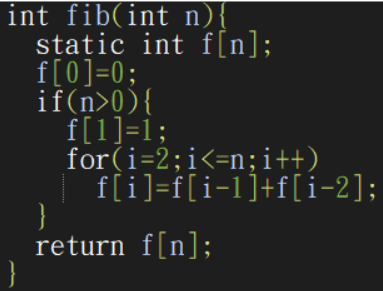 int fib(int n){
  static int f[n];
  f[0]=0;
  if(n>0){
    f[1]=1;
    for(i=2;i<=n;i++)
      f[i]=f[i-1]+f[i-2];
  }
  return f[n];
}